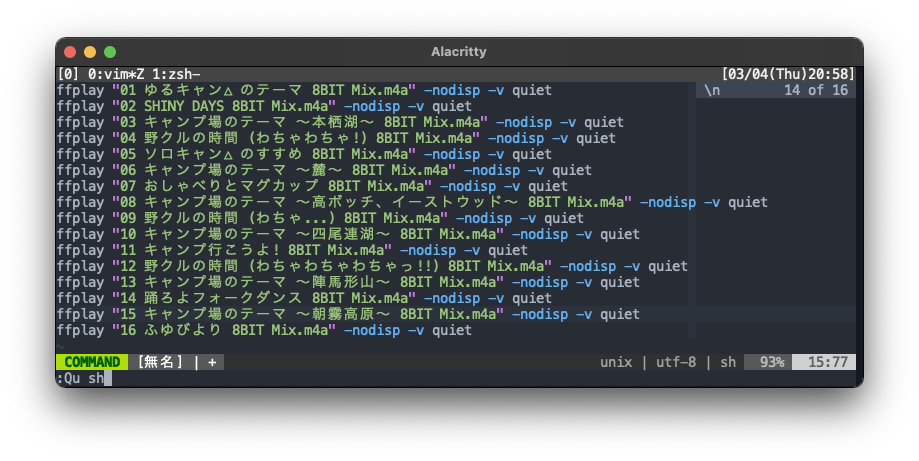 Alacritty
[0] 0:vim*Z 1:zsh- [03/04(Thu)20:58]
ffplay "01 ゆるキャン△ のテーマ 8BIT Mix.m4a" -nodisp -v quiet \n 14 of 16
ffplay "02 SHINY DAYS 8BIT Mix.m4a" -nodisp -v quiet
ffplay "03 キャンプ場のテーマ 〜本栖湖〜 8BIT Mix.m4a" -nodisp -v quiet
ffplay "04 野クルの時間 (わちゃわちゃ!) 8BIT Mix.m4a" -nodisp -v quiet
ffplay "05 ソロキャン△ のすすめ 8BIT Mix.m4a" -nodisp -v quiet
ffplay "06 キャンプ場のテーマ 〜麓〜 8BIT Mix.m4a" -nodisp -v quiet
ffplay "07 おしゃべりとマグカップ 8BIT Mix.m4a" -nodisp -v quiet
ffplay "08 キャンプ場のテーマ 〜高ボッチ、イーストウッド〜 8BIT Mix.m4a" -nodisp -v quiet
ffplay "09 野クルの時間 (わちゃ...) 8BIT Mix.m4a" -nodisp -v quiet
ffplay "10 キャンプ場のテーマ 〜四尾連湖〜 8BIT Mix.m4a" -nodisp -v quiet
ffplay "11 キャンプ行こうよ! 8BIT Mix.m4a" -nodisp -v quiet
ffplay "12 野クルの時間 (わちゃわちゃわちゃっ!!) 8BIT Mix.m4a" -nodisp -v quiet
ffplay "13 キャンプ場のテーマ 〜陣馬形山〜 8BIT Mix.m4a" -nodisp -v quiet
ffplay "14 踊ろよフォークダンス 8BIT Mix.m4a" -nodisp -v quiet
ffplay "15 キャンプ場のテーマ 〜朝霧高原〜 8BIT Mix.m4a" -nodisp -v quiet
ffplay "16 ふゆびより 8BIT Mix.m4a" -nodisp -v quiet
~
COMMAND [無名] | + unix | utf-8 | sh 93% 15:77
:Qu sh